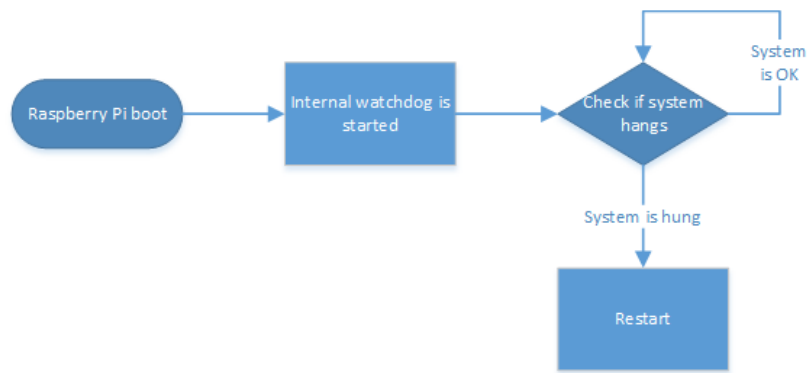 Raspberry Pi boot
Internal watchdog is
started
Check if system
hangs
System
is OK
System is hung
Restart